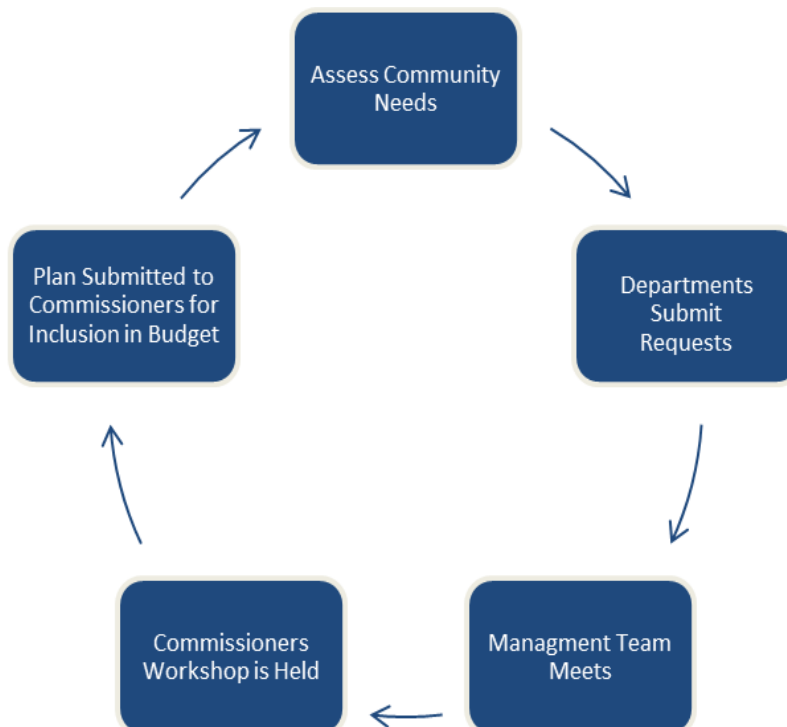 Assess Community
Needs
Departments
Submit
Requests
Managment Team
Meets
Commissioners
Workshop is Held
Plan Submitted to
Commissioners for
Inclusion in Budget